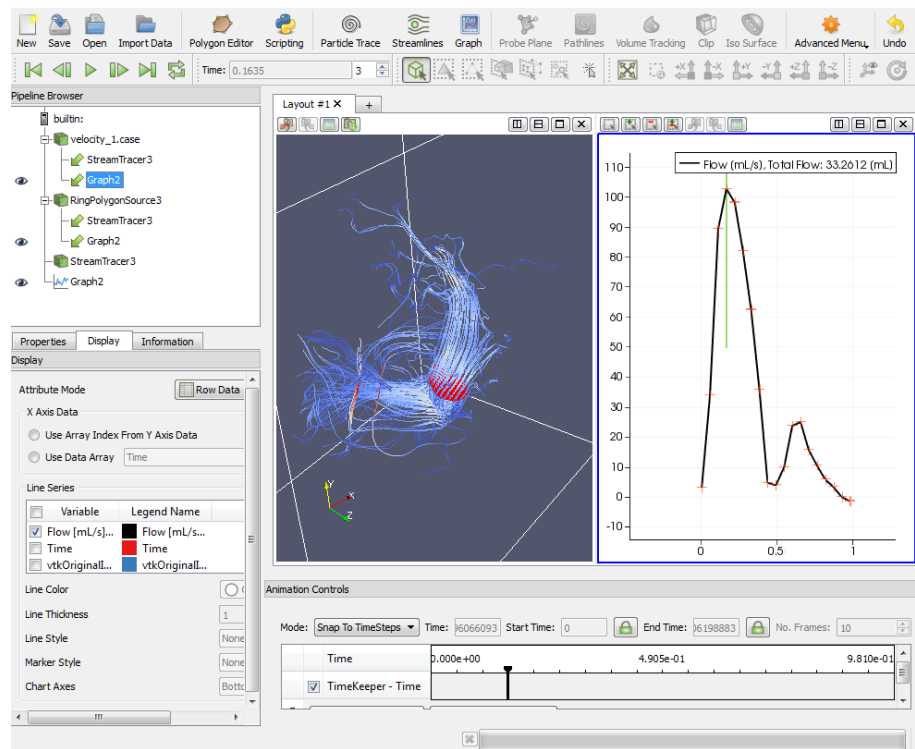 New Save Open Import Data Polygon Editor Scripting Particle Trace Streamlines Graph Probe Plane Pathlines Volume Tracking Clip Iso Surface Advanced Menu Undo
Time: 0.1635 3 +X -X +Y -Y +Z -Z
Pipeline Browser
builtin:
velocity_1.case
StreamTracer3
Graph2
RingPolygonSource3
StreamTracer3
Graph2
StreamTracer3
Graph2
Properties Display Information
Display
Attribute Mode Row Data
X Axis Data
Use Array Index From Y Axis Data
Use Data Array Time
Line Series
Variable Legend Name
Flow [mL/s]... Flow [mL/s...
Time Time
vtkOriginalI... vtkOriginalI...
Line Color
Line Thickness 1
Line Style None
Marker Style None
Chart Axes
Layout #1 X +
Y
X
Z
Flow (mL/s), Total Flow: 33.2612 (mL)
110
100
90
80
70
60
50
40
30
20
10
0
-10
0 0.5 1
Animation Controls
Mode: Snap To TimeSteps Time: Start Time: 0 End Time: No. Frames: 10
Time 0.000e+00 4.905e-01 9.810e-01
TimeKeeper - Time